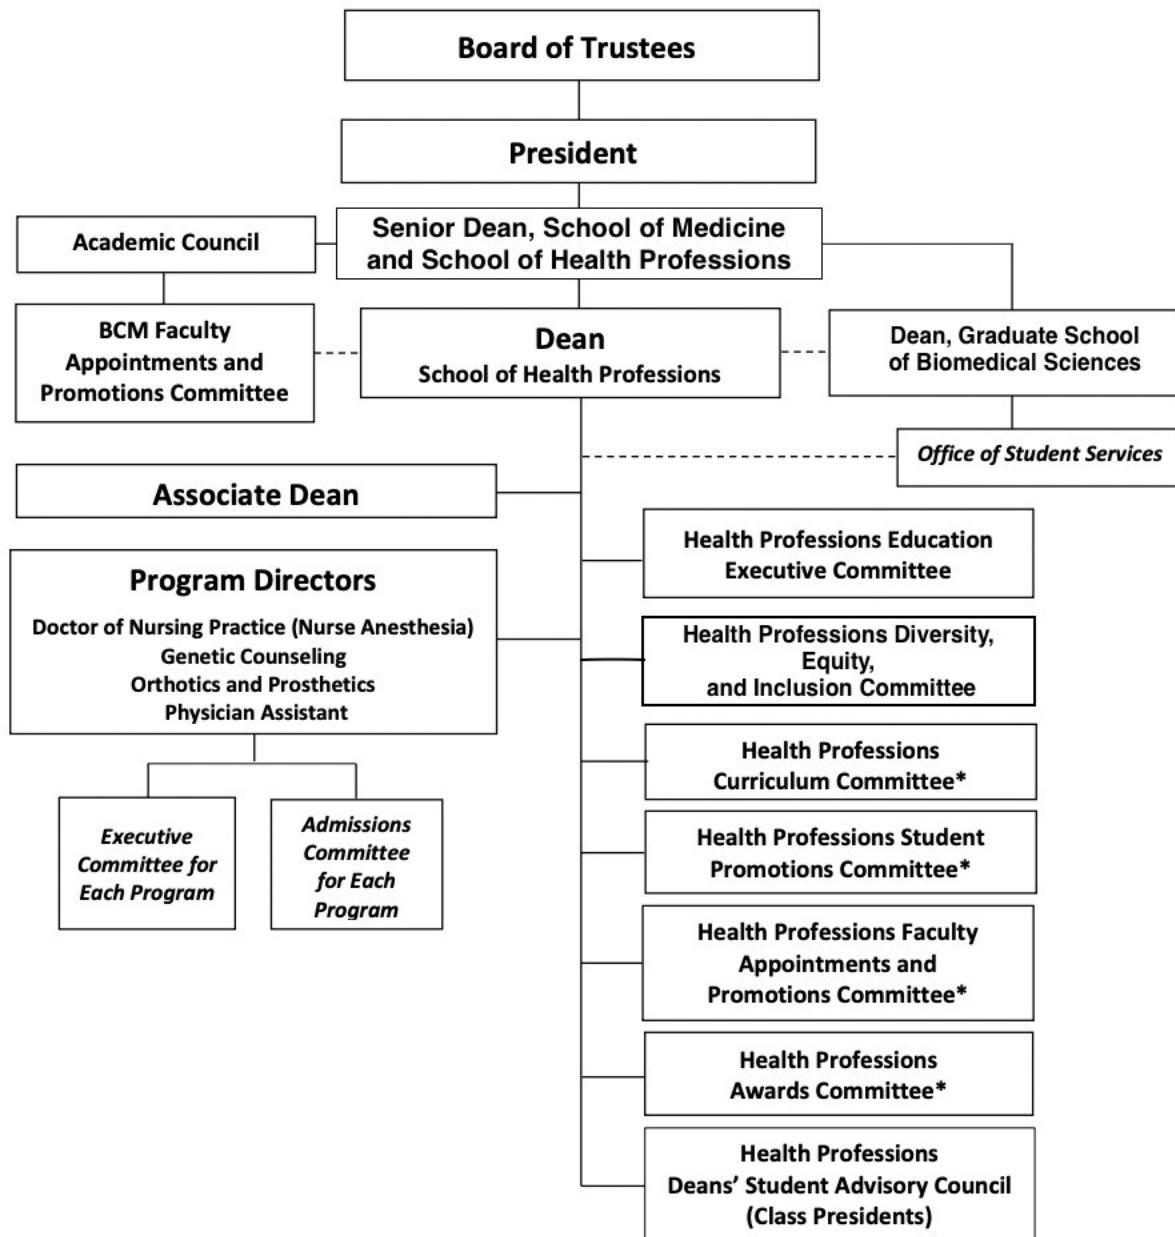 Board of Trustees
President
Academic Council
Senior Dean, School of Medicine
and School of Health Professions
BCM Faculty
Appointments and
Promotions Committee
Dean
School of Health Professions
Dean, Graduate School
of Biomedical Sciences
Office of Student Services
Associate Dean
Program Directors
Doctor of Nursing Practice (Nurse Anesthesia)
Genetic Counseling
Orthotics and Prosthetics
Physician Assistant
Executive
Committee for
Each Program
Admissions
Committee
for Each
Program
Health Professions Education
Executive Committee
Health Professions Diversity,
Equity,
and Inclusion Committee
Health Professions
Curriculum Committee*
Health Professions Student
Promotions Committee*
Health Professions Faculty
Appointments and
Promotions Committee*
Health Professions
Awards Committee*
Health Professions
Deans’ Student Advisory Council
(Class Presidents)